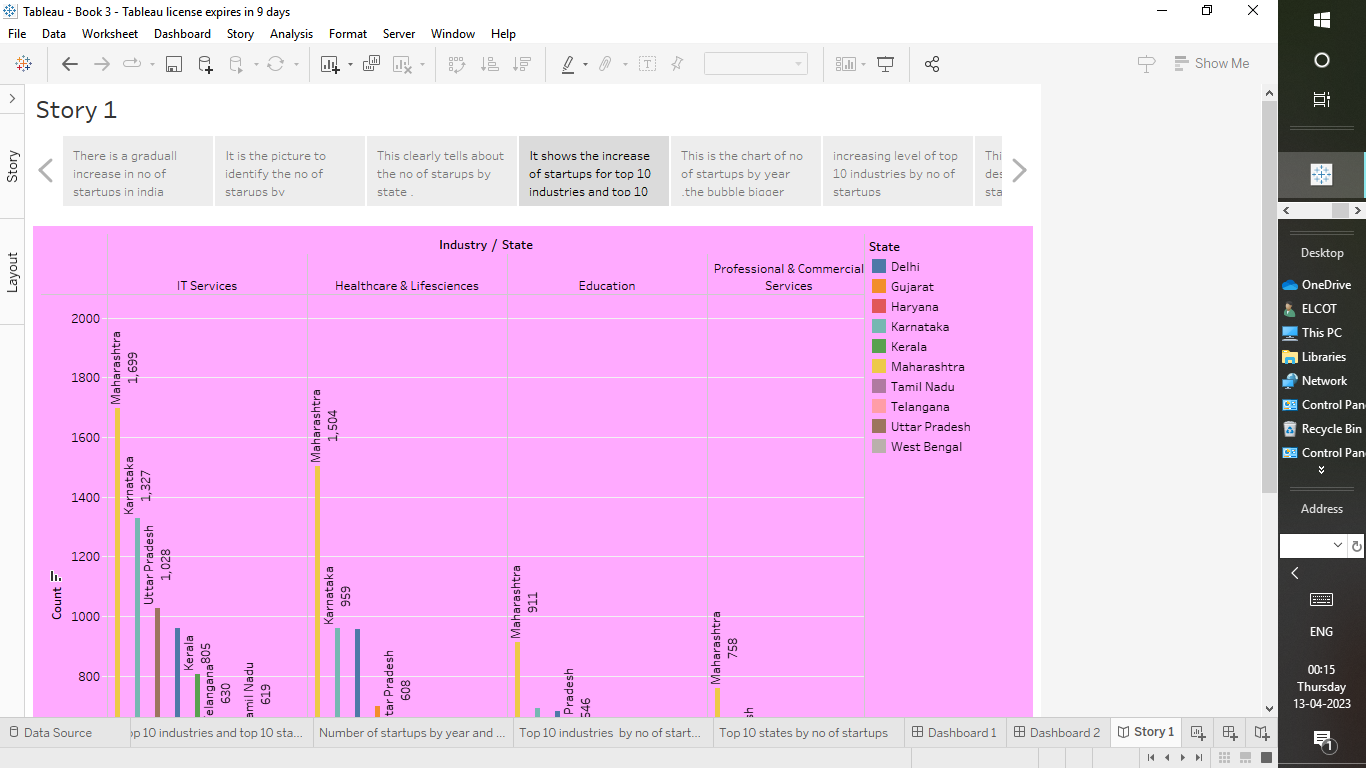 Tableau - Book 3 - Tableau license expires in 9 days
File Data Worksheet Dashboard Story Analysis Format Server Window Help
Show Me
Story
Layout
Story 1
There is a graduall
increase in no of
startups in india
It is the picture to
identify the no of
starups by
This clearly tells about
the no of starups by
state .
It shows the increase
of startups for top 10
industries and top 10
This is the chart of no
of startups by year
.the bubble bigger
increasing level of top
10 industries by no of
startups
Industry / State
IT Services
Healthcare & Lifesciences
Education
Professional & Commercial
Services
Count
2000
1800
1600
1400
1200
1000
800
Maharashtra
1,699
Karnataka
1,327
Uttar Pradesh
1,028
Kerala
805
630
Tamil Nadu
619
Maharashtra
1,504
Karnataka
959
608
Maharashtra
911
Pradesh
546
Maharashtra
758
State
Delhi
Gujarat
Haryana
Karnataka
Kerala
Maharashtra
Tamil Nadu
Telangana
Uttar Pradesh
West Bengal
Data Source
op 10 industries and top 10 sta...
Number of startups by year and ...
Top 10 industries by no of start...
Top 10 states by no of startups
Dashboard 1
Dashboard 2
Story 1
Desktop
OneDrive
ELCOT
This PC
Libraries
Network
Control Pan
Recycle Bin
Control Pan
Address
ENG
00:15
Thursday
13-04-2023
1